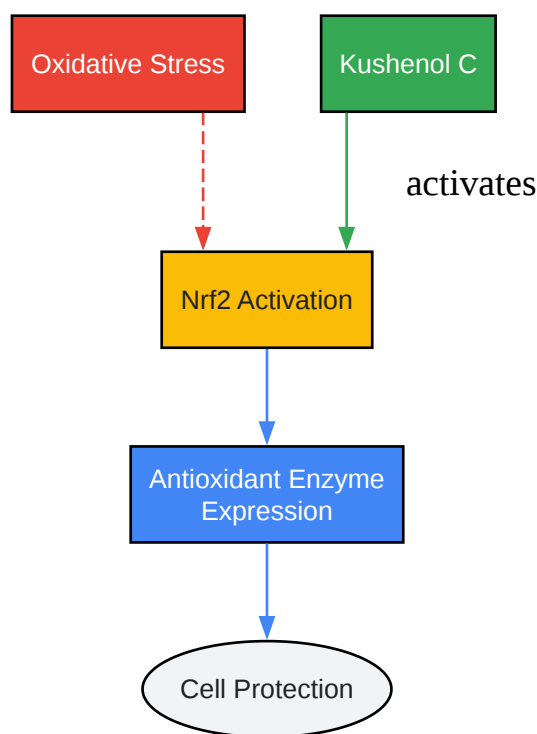 Oxidative Stress
Kushenol C
activates
Nrf2 Activation
Antioxidant Enzyme
Expression
Cell Protection